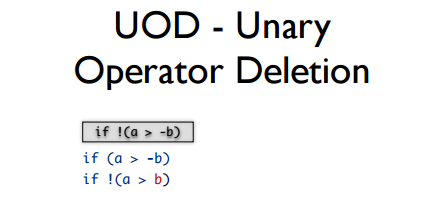 UOD - Unary
Operator Deletion
if !(a > -b)
if (a > -b)
if !(a > b)